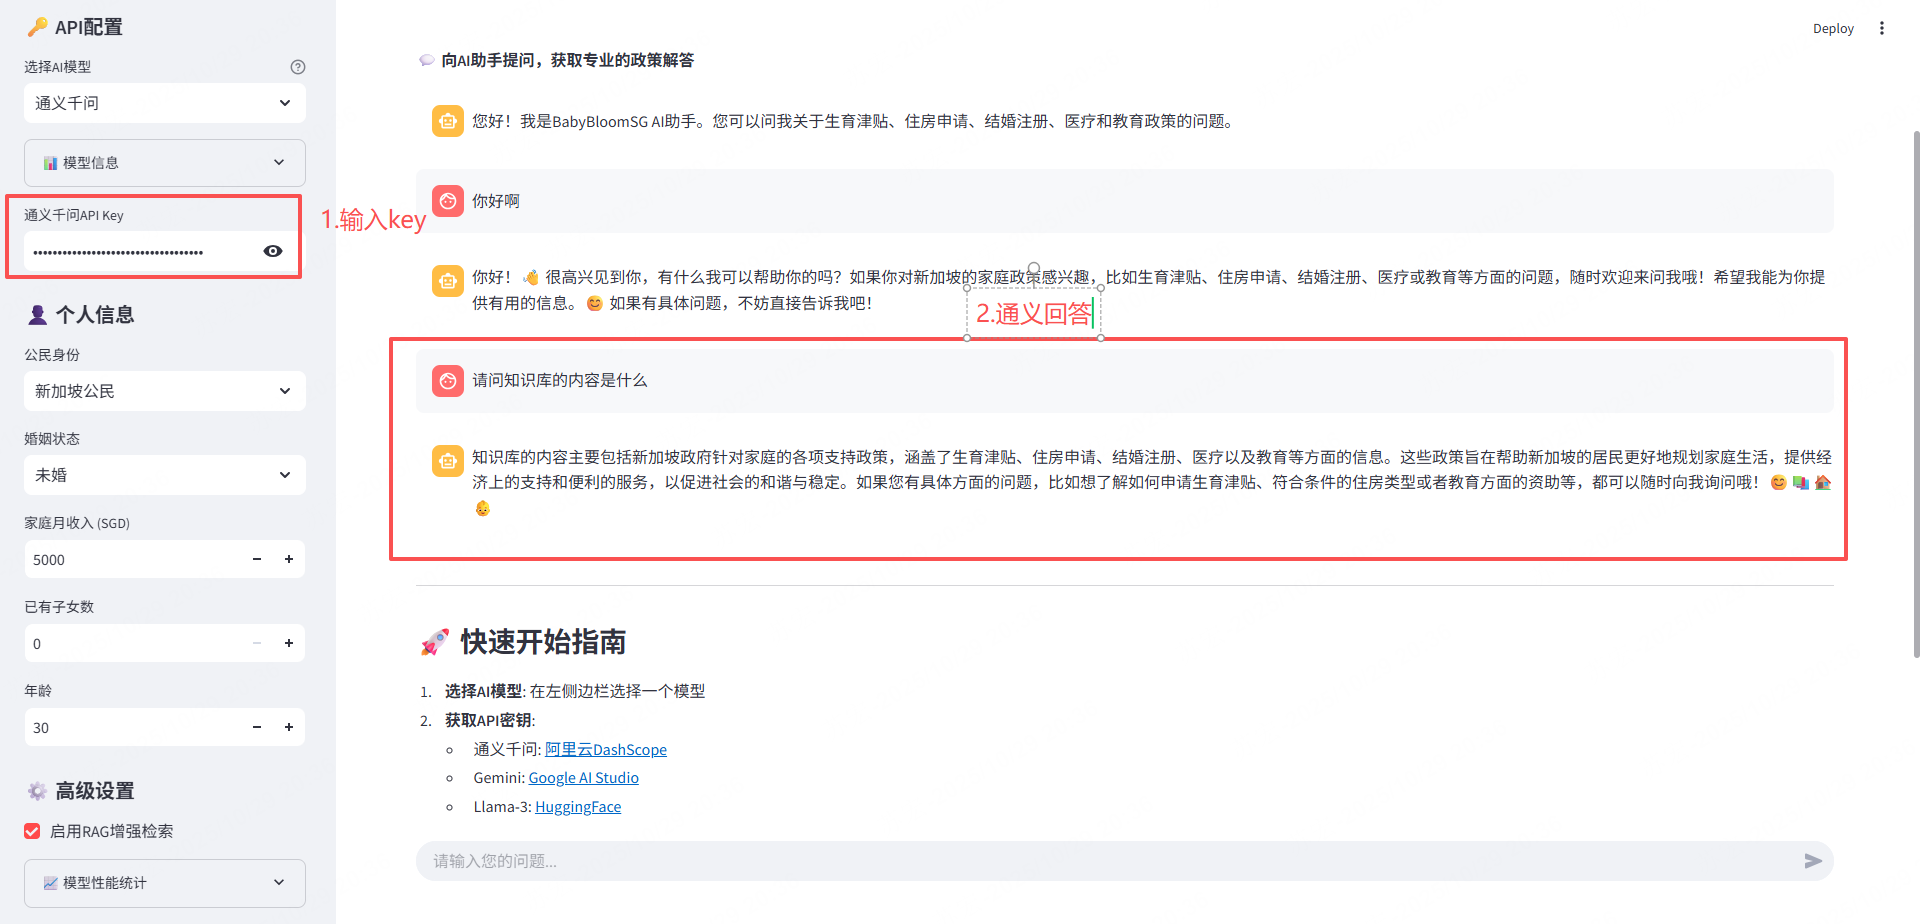 🔑 API配置
选择AI模型
通义千问
📊 模型信息
通义千问API Key
••••••••••••••••••••••••••••••••••••
1.输入key
👤 个人信息
公民身份
新加坡公民
婚姻状态
未婚
家庭月收入 (SGD)
5000
已有子女数
0
年龄
30
⚙️ 高级设置
启用RAG增强检索
📈 模型性能统计
Deploy
💬 向AI助手提问，获取专业的政策解答
您好！我是BabyBloomSG AI助手。您可以问我关于生育津贴、住房申请、结婚注册、医疗和教育政策的问题。
你好啊
你好！👋 很高兴见到你，有什么我可以帮助你的吗？如果你对新加坡的家庭政策感兴趣，比如生育津贴、住房申请、结婚注册、医疗或教育等方面的问题，随时欢迎来问我哦！希望我能为你提
供有用的信息。😊 如果有具体问题，不妨直接告诉我吧！
2.通义回答
请问知识库的内容是什么
知识库的内容主要包括新加坡政府针对家庭的各项支持政策，涵盖了生育津贴、住房申请、结婚注册、医疗以及教育等方面的信息。这些政策旨在帮助新加坡的居民更好地规划家庭生活，提供经
济上的支持和便利的服务，以促进社会的和谐与稳定。如果您有具体方面的问题，比如想了解如何申请生育津贴、符合条件的住房类型或者教育方面的资助等，都可以随时向我询问哦！😊 📚 🏠
👶
🚀 快速开始指南
1. 选择AI模型: 在左侧边栏选择一个模型
2. 获取API密钥:
通义千问: 阿里云DashScope
Gemini: Google AI Studio
Llama-3: HuggingFace
请输入您的问题...